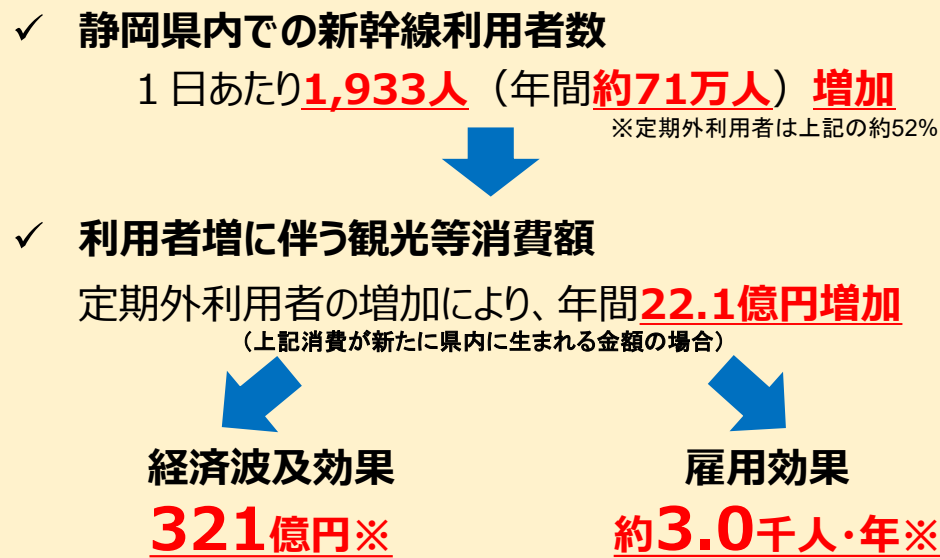 ✓ 静岡県内での新幹線利用者数
1日あたり1,933人（年間約71万人）増加
※定期外利用者は上記の約52%
✓ 利用者増に伴う観光等消費額
定期外利用者の増加により、年間22.1億円増加
（上記消費が新たに県内に生まれる金額の場合）
経済波及効果 雇用効果
321億円※ 約3.0千人・年※